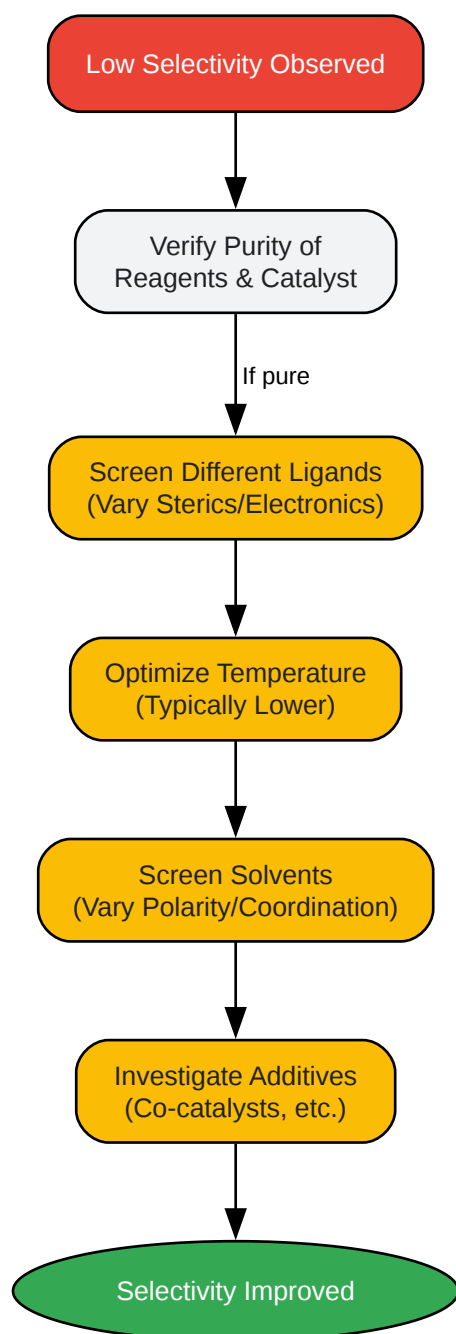 Low Selectivity Observed
Verify Purity of
Reagents & Catalyst
If pure
Screen Different Ligands
(Vary Sterics/Electronics)
Optimize Temperature
(Typically Lower)
Screen Solvents
(Vary Polarity/Coordination)
Investigate Additives
(Co-catalysts, etc.)
Selectivity Improved